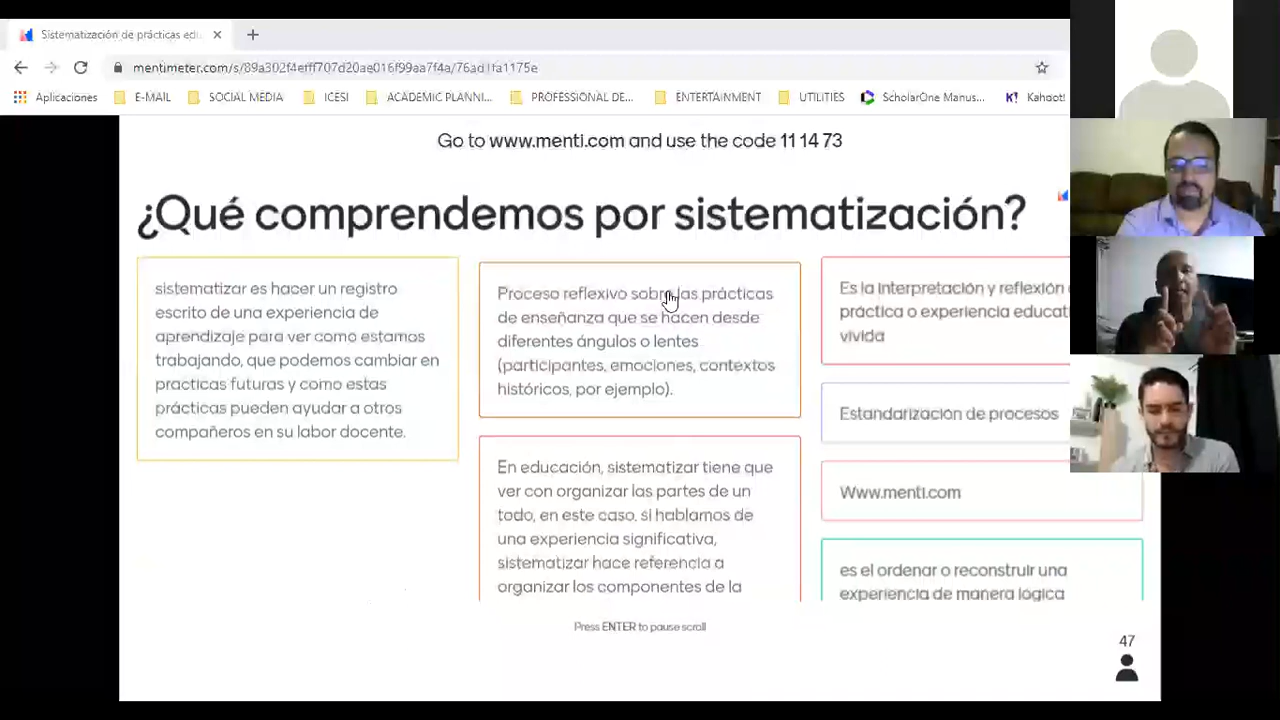 Sistematización de prácticas edu
mentimeter.com/s/89a302f4efff707d20ae016f99aa7f4a/76ad1fa1175e
Aplicaciones
E-MAIL
SOCIAL MEDIA
ICESI
ACADEMIC PLANNI...
PROFESSIONAL DE...
ENTERTAINMENT
UTILITIES
ScholarOne Manus...
K! Kahoot!
Go to www.menti.com and use the code 11 14 73
¿Qué comprendemos por sistematización?
sistematizar es hacer un registro
escrito de una experiencia de
aprendizaje para ver como estamos
trabajando, que podemos cambiar en
practicas futuras y como estas
prácticas pueden ayudar a otros
compañeros en su labor docente.
Proceso reflexivo sobre las prácticas
de enseñanza que se hacen desde
diferentes ángulos o lentes
(participantes, emociones, contextos
históricos, por ejemplo).
En educación, sistematizar tiene que
ver con organizar las partes de un
todo, en este caso, si hablamos de
una experiencia significativa,
sistematizar hace referencia a
organizar los componentes de la
Es la interpretación y reflexión
práctica o experiencia educat
vivida
Estandarización de procesos
Www.menti.com
es el ordenar o reconstruir una
experiencia de manera logica
Press ENTER to pause scroll
47